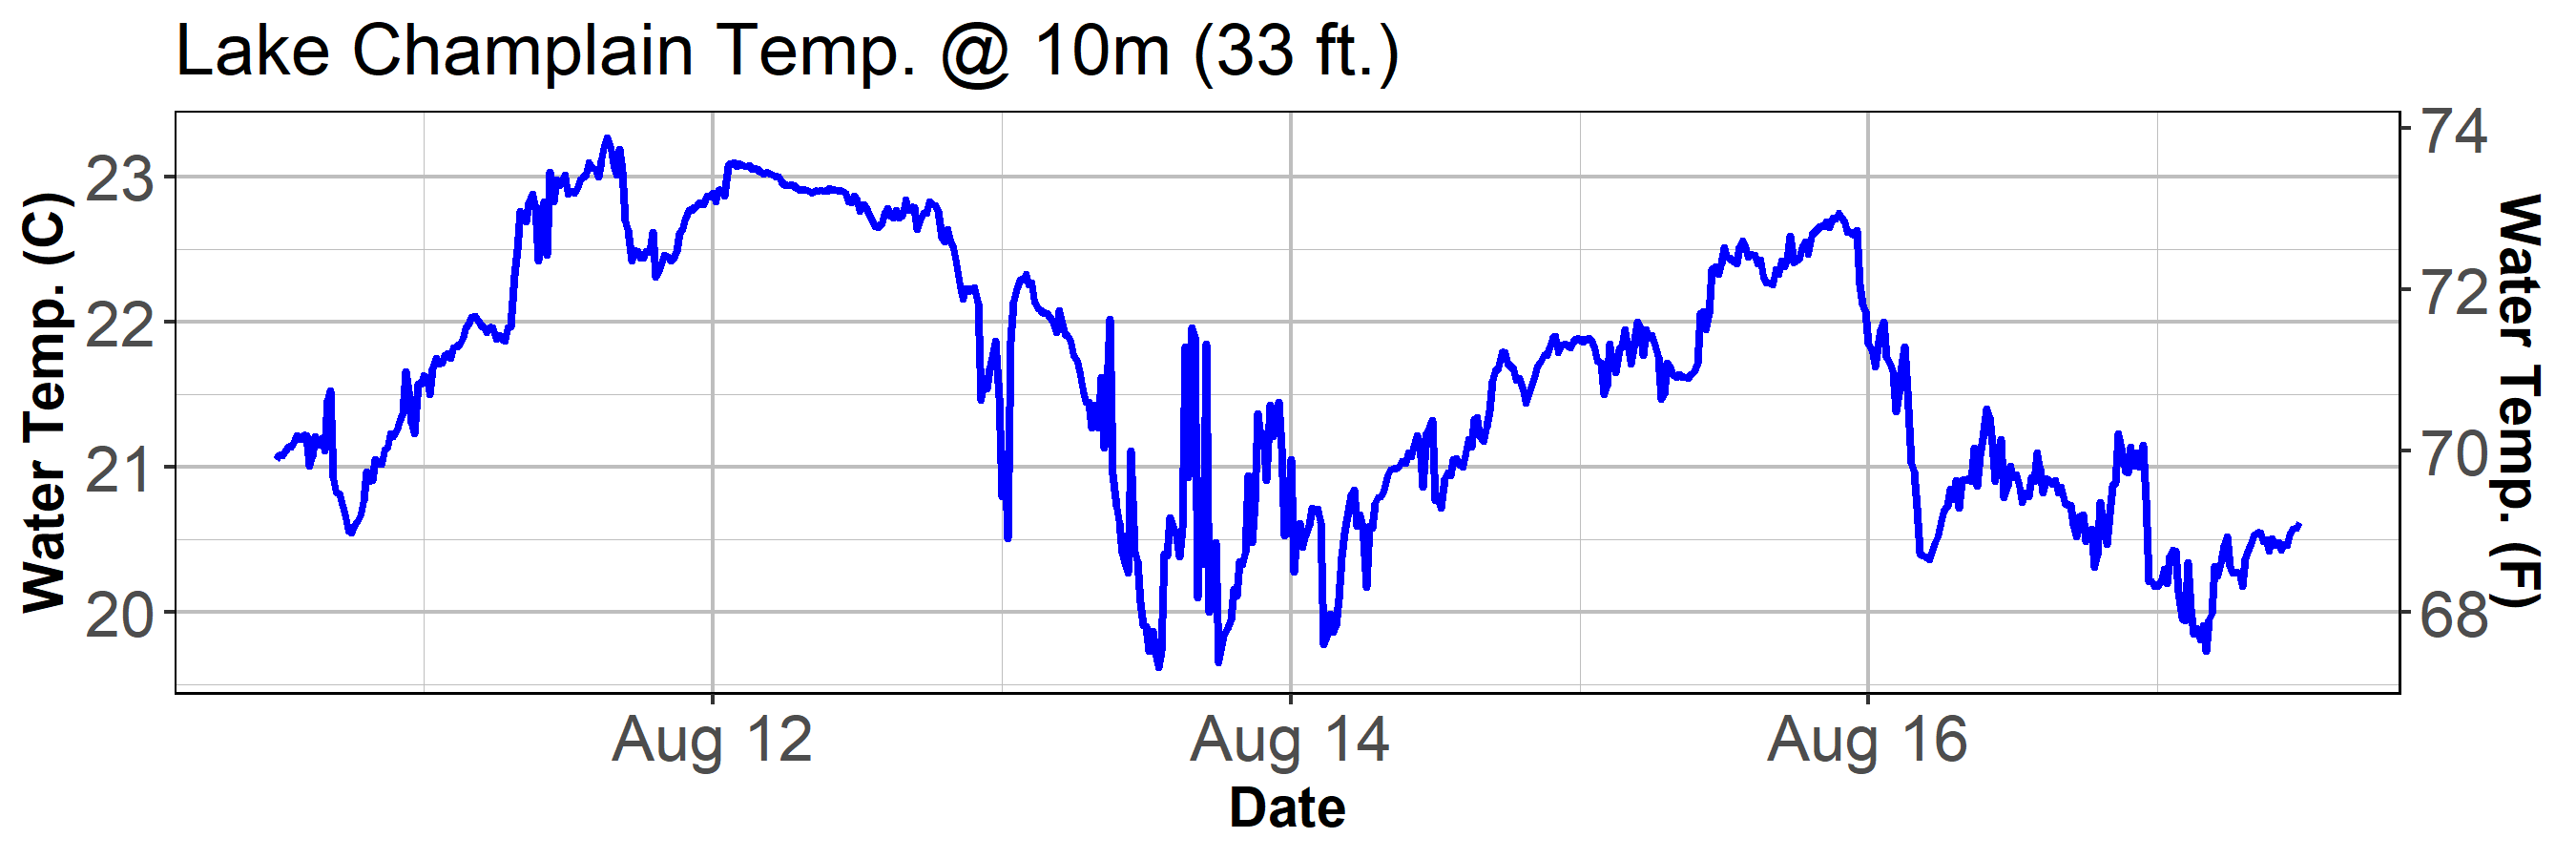 Lake Champlain Temp. @ 10m (33 ft.)
Water Temp. (C)
23
22
21
20
74
72
70
68
Water Temp. (F)
Aug 12
Aug 14
Aug 16
Date